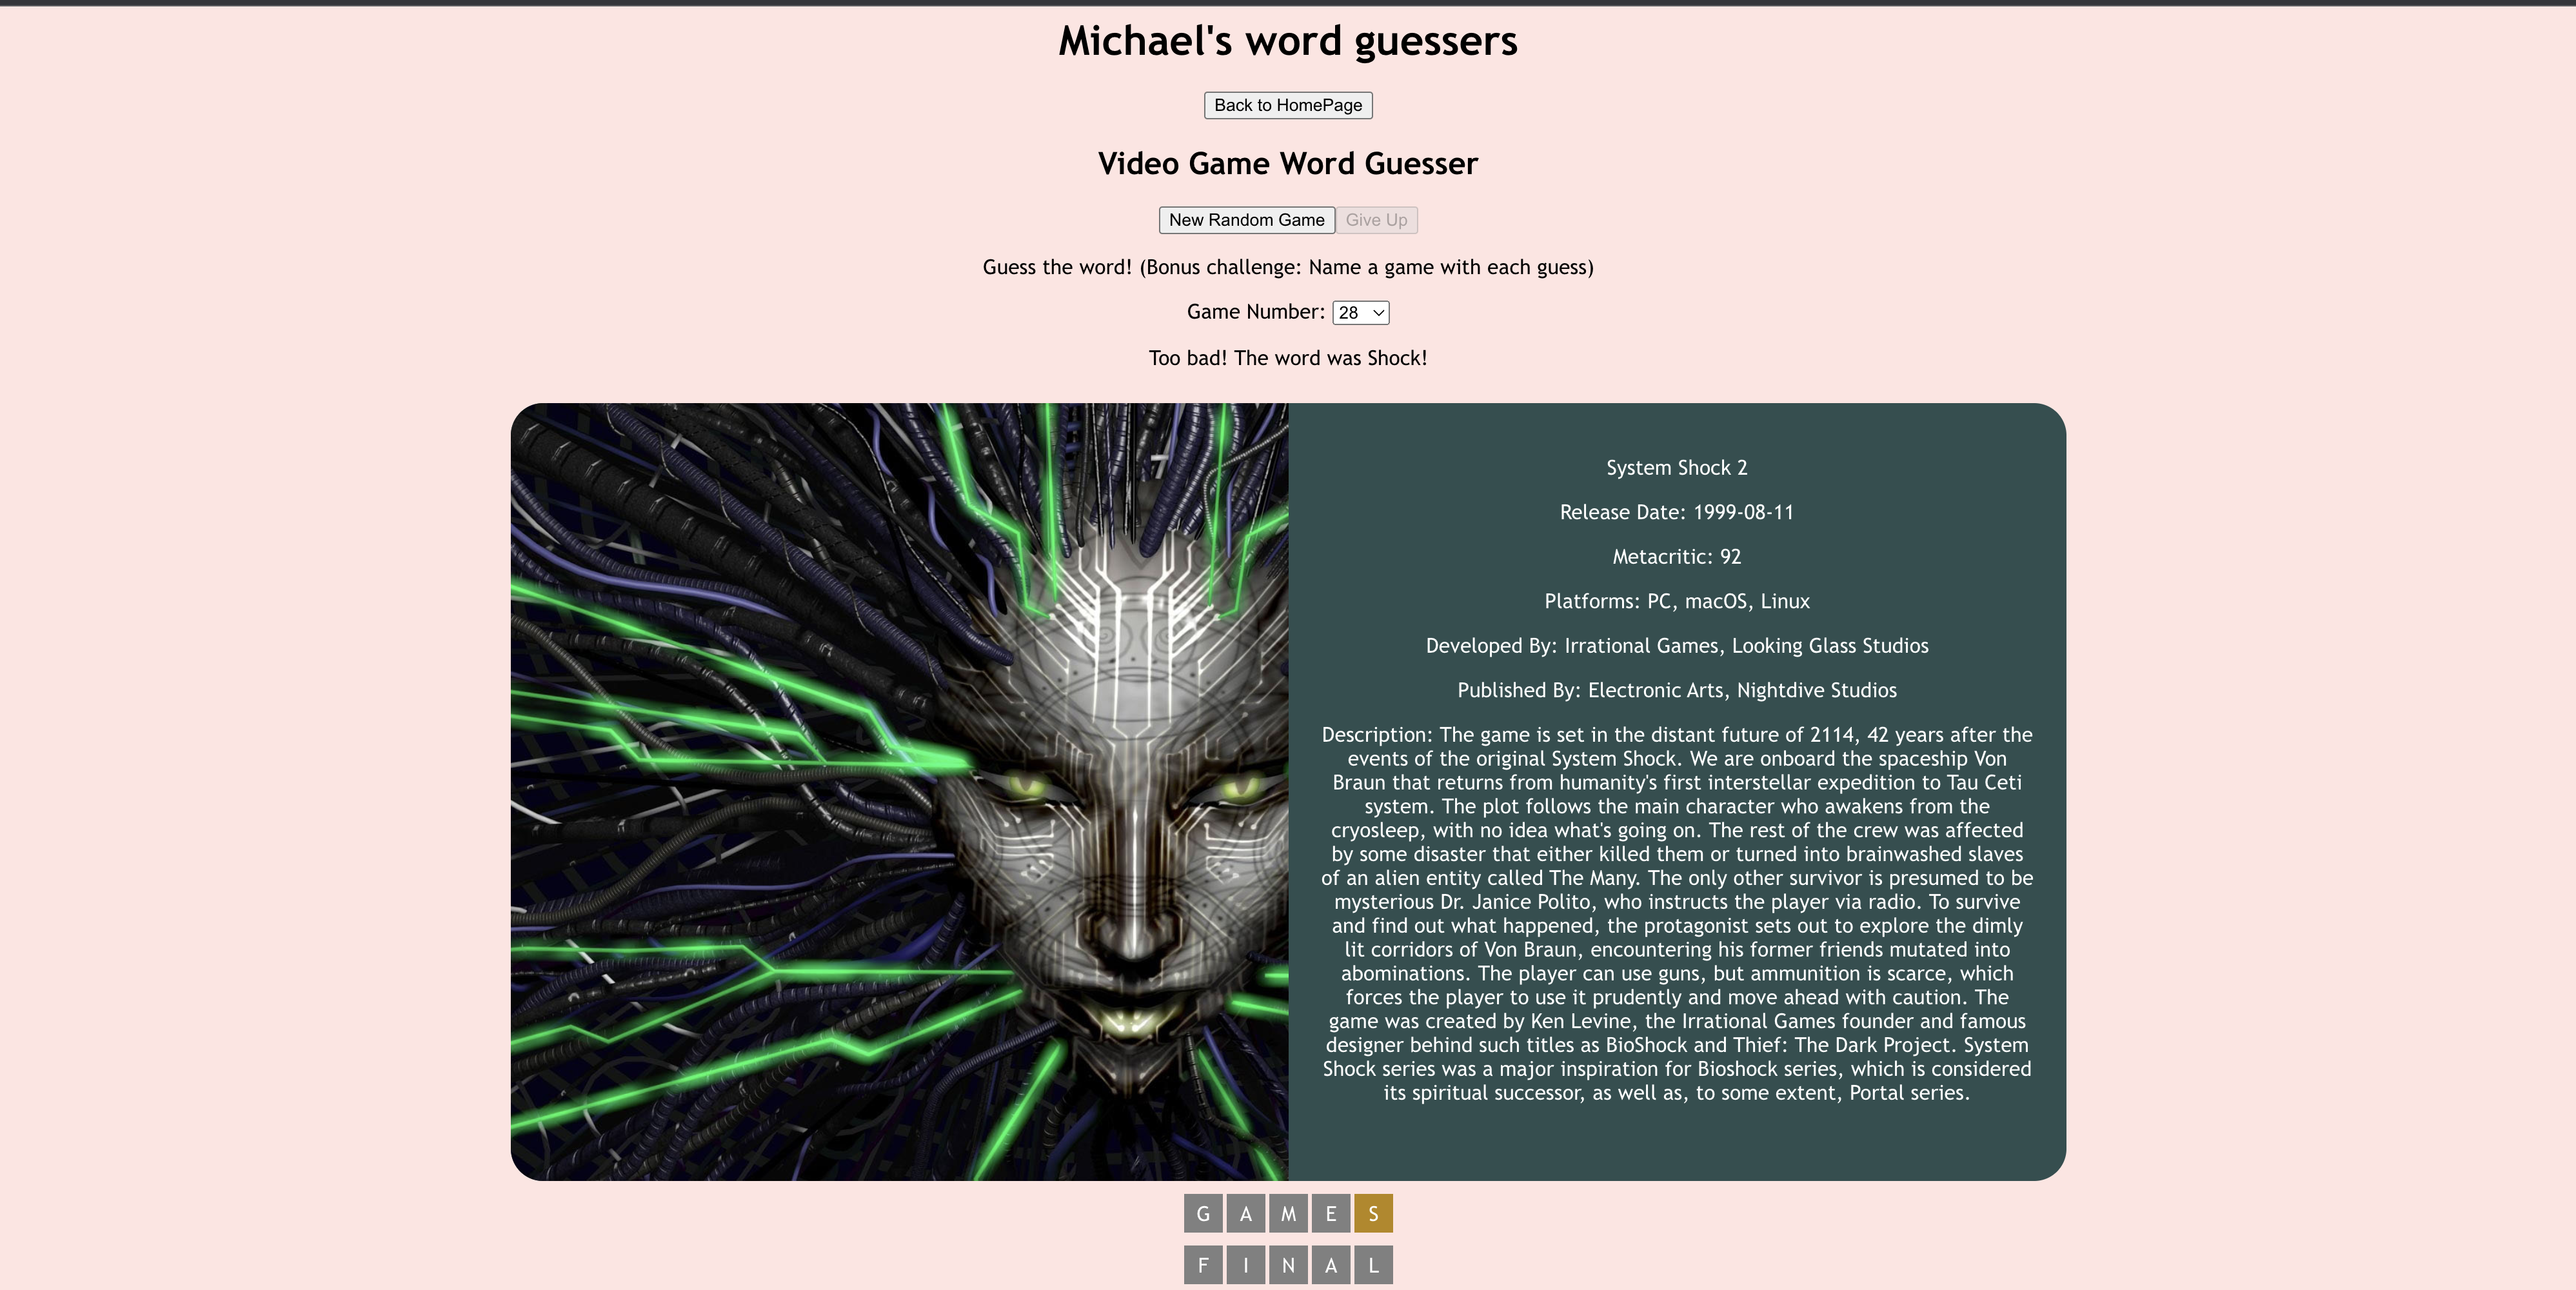 Michael's word guessers
Back to HomePage
Video Game Word Guesser
New Random Game Give Up
Guess the word! (Bonus challenge: Name a game with each guess)
Game Number: 28
Too bad! The word was Shock!
System Shock 2
Release Date: 1999-08-11
Metacritic: 92
Platforms: PC, macOS, Linux
Developed By: Irrational Games, Looking Glass Studios
Published By: Electronic Arts, Nightdive Studios
Description: The game is set in the distant future of 2114, 42 years after the
events of the original System Shock. We are onboard the spaceship Von
Braun that returns from humanity's first interstellar expedition to Tau Ceti
system. The plot follows the main character who awakens from the
cryosleep, with no idea what's going on. The rest of the crew was affected
by some disaster that either killed them or turned into brainwashed slaves
of an alien entity called The Many. The only other survivor is presumed to be
mysterious Dr. Janice Polito, who instructs the player via radio. To survive
and find out what happened, the protagonist sets out to explore the dimly
lit corridors of Von Braun, encountering his former friends mutated into
abominations. The player can use guns, but ammunition is scarce, which
forces the player to use it prudently and move ahead with caution. The
game was created by Ken Levine, the Irrational Games founder and famous
designer behind such titles as BioShock and Thief: The Dark Project. System
Shock series was a major inspiration for Bioshock series, which is considered
its spiritual successor, as well as, to some extent, Portal series.
G A M E S
F I N A L